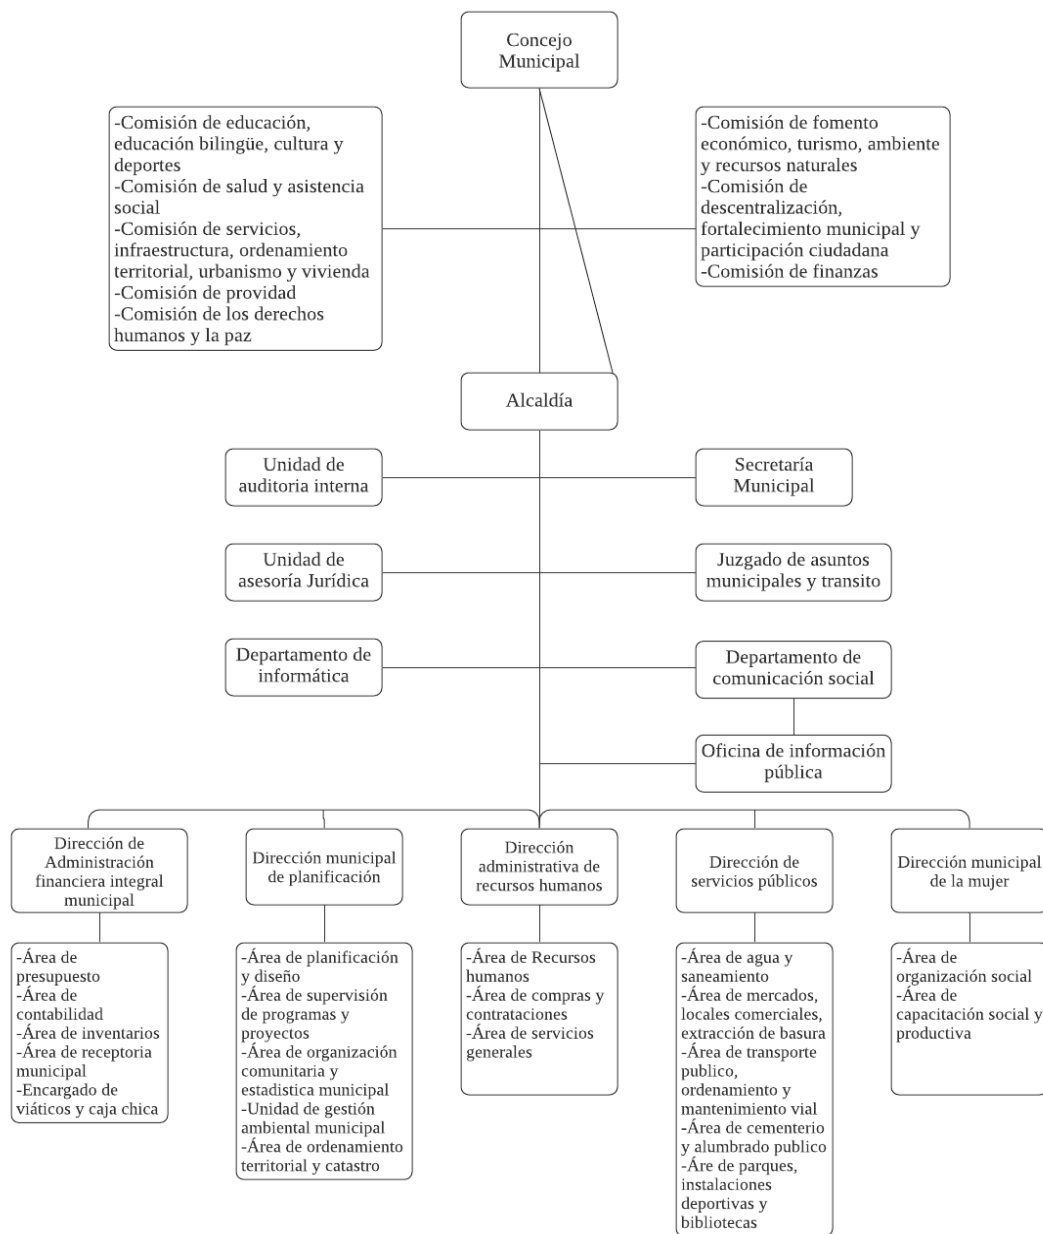 Concejo
Municipal
-Comisión de educación,
educación bilingüe, cultura y
deportes
-Comisión de salud y asistencia
social
-Comisión de servicios,
infraestructura, ordenamiento
territorial, urbanismo y vivienda
-Comisión de providad
-Comisión de los derechos
humanos y la paz
-Comisión de fomento
económico, turismo, ambiente
y recursos naturales
-Comisión de
descentralización,
fortalecimiento municipal y
participación ciudadana
-Comisión de finanzas
Alcaldía
Unidad de
auditoria interna
Secretaría
Municipal
Unidad de
asesoría Jurídica
Juzgado de asuntos
municipales y transito
Departamento de
informática
Departamento de
comunicación social
Oficina de información
pública
Dirección de
Administración
financiera integral
municipal
Dirección municipal
de planificación
Dirección
administrativa de
recursos humanos
Dirección de
servicios públicos
Dirección municipal
de la mujer
-Área de
presupuesto
-Área de
contabilidad
-Área de inventarios
-Área de receptoria
municipal
-Encargado de
viáticos y caja chica
-Área de planificación
y diseño
-Área de supervisión
de programas y
proyectos
-Área de organización
comunitaria y
estadistica municipal
-Unidad de gestión
ambiental municipal
-Área de ordenamiento
territorial y catastro
-Área de Recursos
humanos
-Área de compras y
contrataciones
-Área de servicios
generales
-Área de agua y
saneamiento
-Área de mercados,
locales comerciales,
extracción de basura
-Área de transporte
publico,
ordenamiento y
mantenimiento vial
-Área de cementerio
y alumbrado publico
-Áre de parques,
instalaciones
deportivas y
bibliotecas
-Área de
organización social
-Área de
capacitación social y
productiva